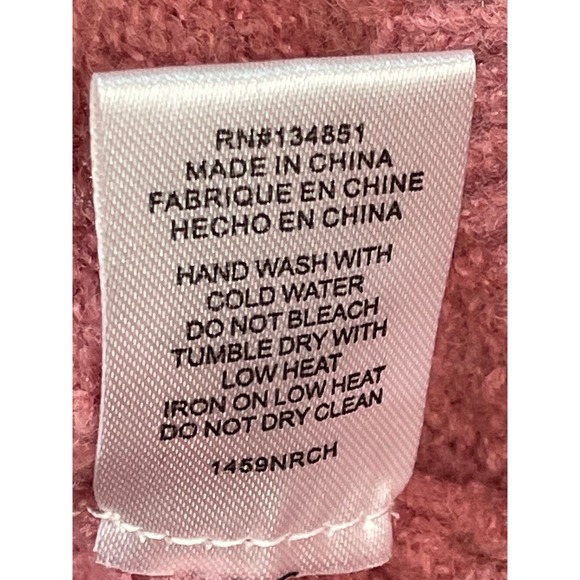 RN#134851
MADE IN CHINA
FABRIQUE EN CHINE
HECHO EN CHINA
HAND WASH WITH
COLD WATER
DO NOT BLEACH
TUMBLE DRY WITH
LOW HEAT
IRON ON LOW HEAT
DO NOT DRY CLEAN
1459NRCH